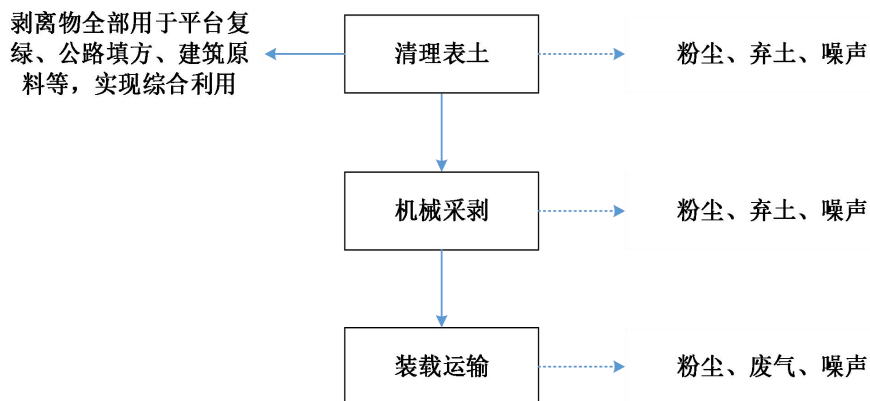 剥离物全部用于平台复
绿、公路填方、建筑原
料等，实现综合利用
清理表土
粉尘、弃土、噪声
机械采剥
粉尘、弃土、噪声
装载运输
粉尘、废气、噪声